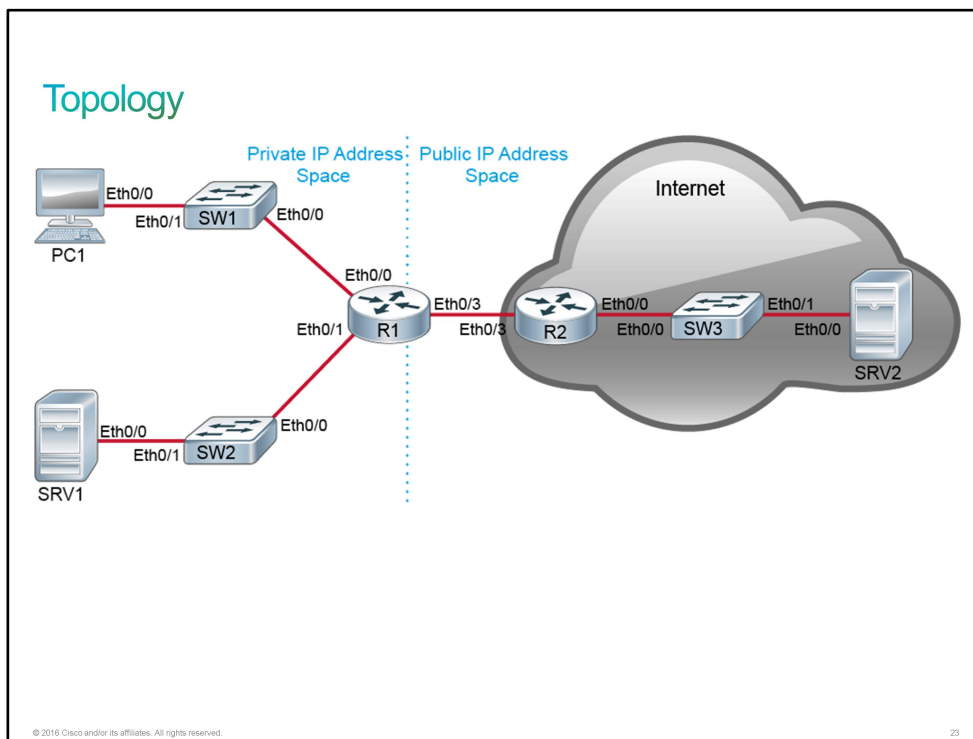 Topology
Private IP Address
Space
Public IP Address
Space
Internet
Eth0/0
Eth0/1
SW1
Eth0/0
PC1
Eth0/0
Eth0/1
R1
Eth0/3
Eth0/3
R2
Eth0/0
Eth0/0
SW3
Eth0/1
Eth0/0
SRV2
Eth0/0
Eth0/1
SW2
Eth0/0
SRV1
© 2016 Cisco and/or its affiliates. All rights reserved.
23